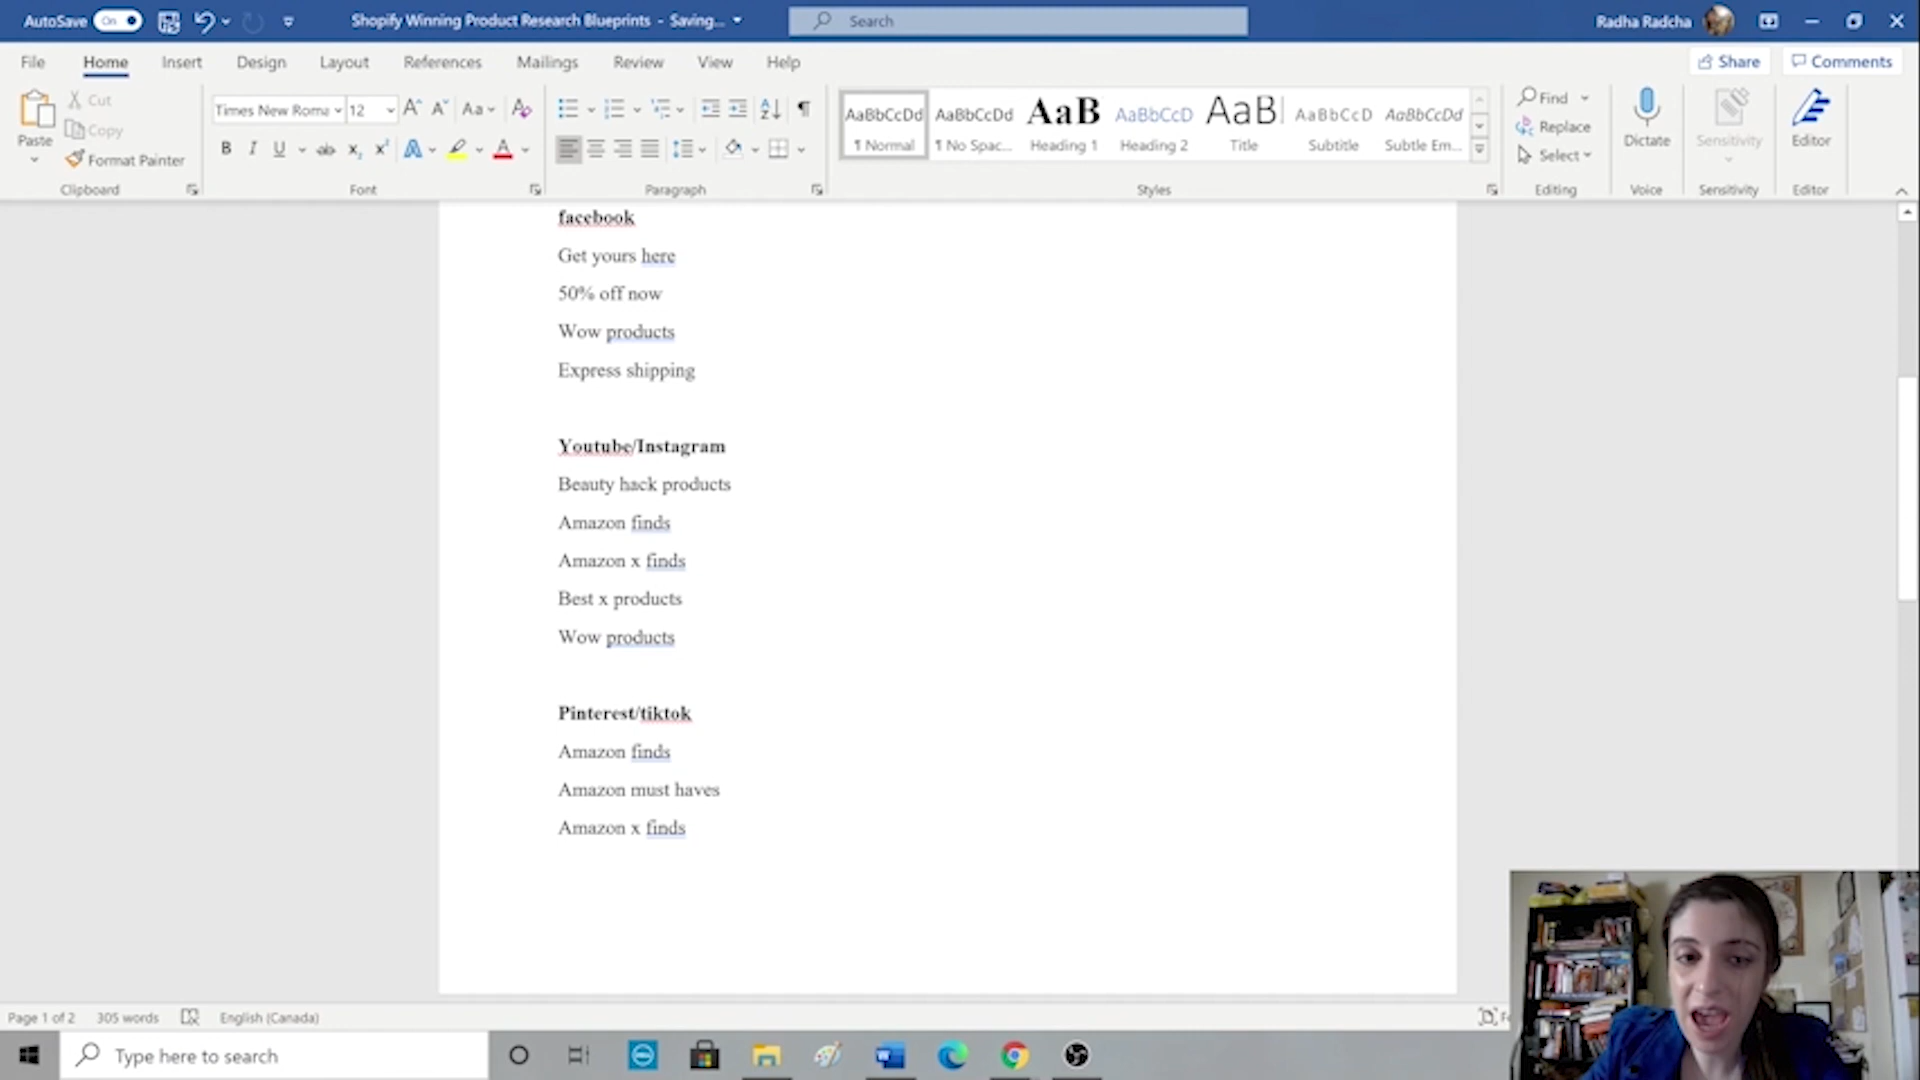 AutoSave On Shopify Winning Product Research Blueprints - Saving... Search Radha Radcha
File Home Insert Design Layout References Mailings Review View Help Share Comments
Paste Cut Copy Format Painter Clipboard
Times New Roma 12 Aa Font
Paragraph
AaBbCcDd AaBbCcDd AaB AaBbCcD AaB AaBbCcD AaBbCcDd
¶ Normal ¶ No Spac... Heading 1 Heading 2 Title Subtitle Subtle Em...
Styles
Find Replace Select Editing
Dictate Voice
Sensitivity Sensitivity
Editor Editor
facebook
Get yours here
50% off now
Wow products
Express shipping
Youtube/Instagram
Beauty hack products
Amazon finds
Amazon x finds
Best x products
Wow products
Pinterest/tiktok
Amazon finds
Amazon must haves
Amazon x finds
Page 1 of 2 305 words English (Canada)
Type here to search